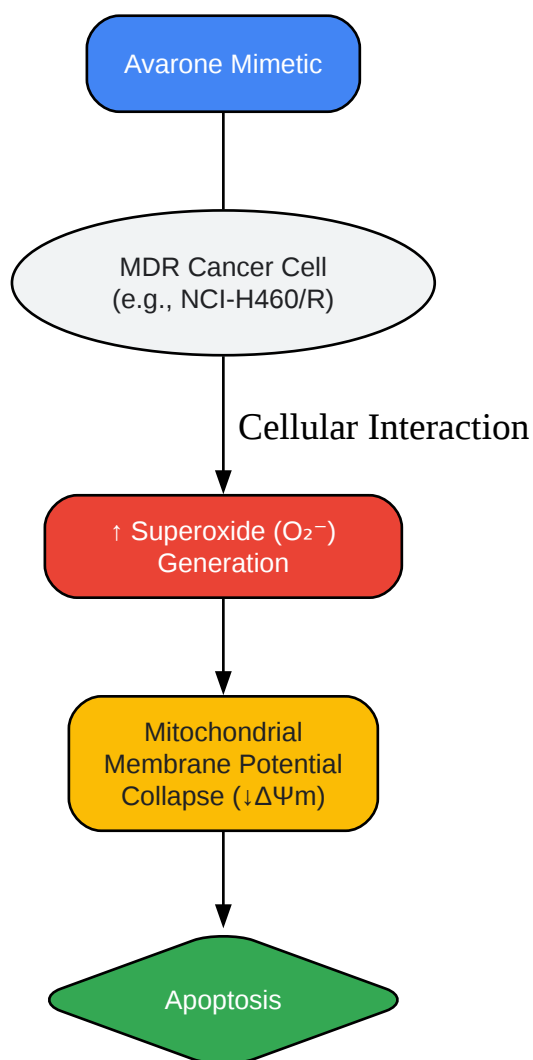 Avarone Mimetic
MDR Cancer Cell
(e.g., NCI-H460/R)
Cellular Interaction
↑ Superoxide (O₂⁻)
Generation
Mitochondrial
Membrane Potential
Collapse (↓ΔΨm)
Apoptosis